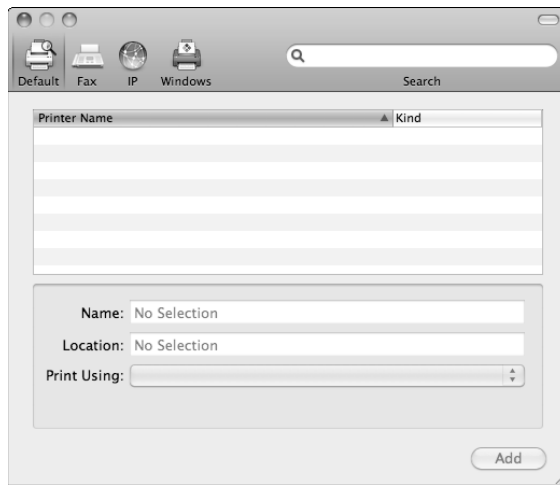 Default Fax IP Windows Search
Printer Name Kind
Name: No Selection
Location: No Selection
Print Using:
Add